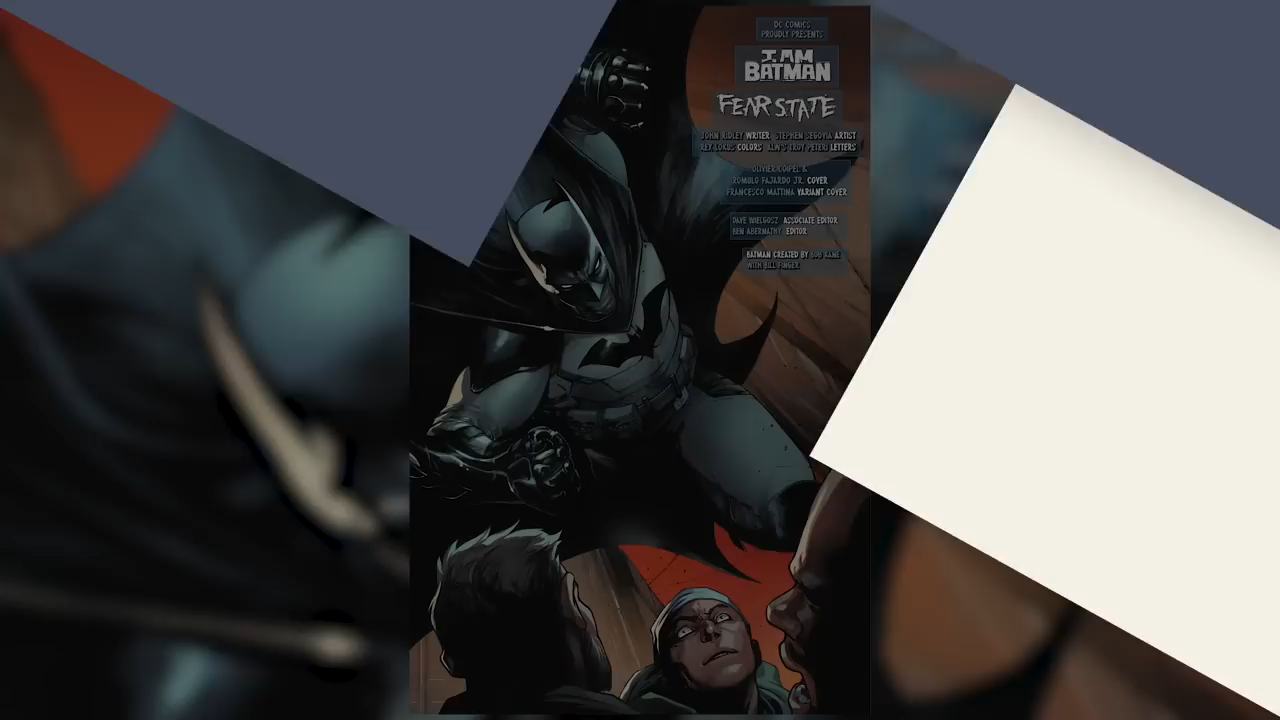 DC COMICS
PROUDLY PRESENTS
I AM
BATMAN
FEAR STATE
JOHN RIDLEY WRITER STEPHEN SEGOVIA ARTIST
REX LOKUS COLORS ALW'S TROY PETERI LETTERS
OLIVIER COIPEL &
ROMULO FAJARDO JR. COVER
FRANCESCO MATTINA VARIANT COVER
DAVE WIELGOSZ ASSOCIATE EDITOR
BEN ABERNATHY EDITOR
BATMAN CREATED BY BOB KANE
WITH BILL FINGER